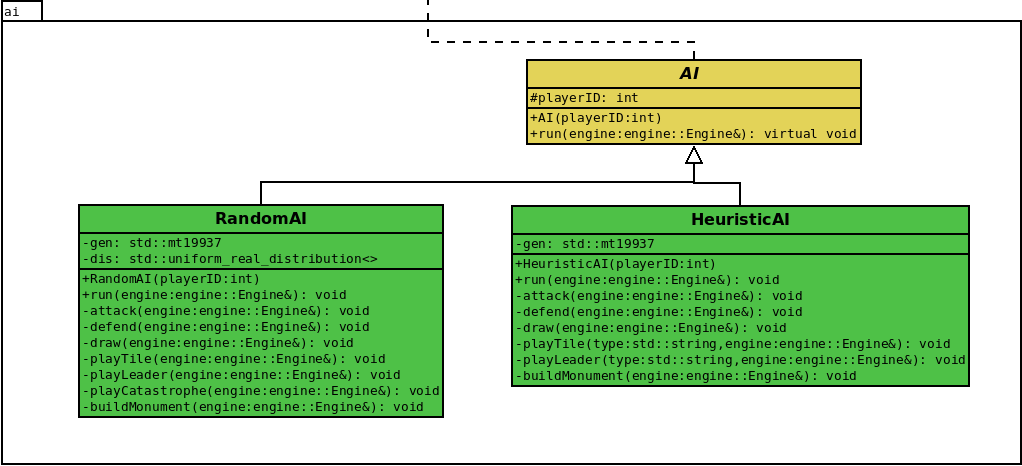 ai
AI
#playerID: int
+AI(playerID:int)
+run(engine:engine::Engine&): virtual void
RandomAI
-gen: std::mt19937
-dis: std::uniform_real_distribution<>
+RandomAI(playerID:int)
+run(engine:engine::Engine&): void
-attack(engine:engine::Engine&): void
-defend(engine:engine::Engine&): void
-draw(engine:engine::Engine&): void
-playTile(engine:engine::Engine&): void
-playLeader(engine:engine::Engine&): void
-playCatastrophe(engine:engine::Engine&): void
-buildMonument(engine:engine::Engine&): void
HeuristicAI
-gen: std::mt19937
+HeuristicAI(playerID:int)
+run(engine:engine::Engine&): void
-attack(engine:engine::Engine&): void
-defend(engine:engine::Engine&): void
-draw(engine:engine::Engine&): void
-playTile(type:std::string,engine:engine::Engine&): void
-playLeader(type:std::string,engine:engine::Engine&): void
-buildMonument(engine:engine::Engine&): void